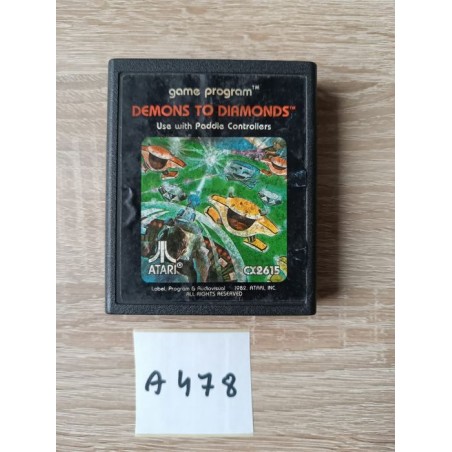 game program™
DEMONS TO DIAMONDS™
Use with Paddle Controllers
ATARI®
CX2615
Label, Program & Audiovisual © 1982, ATARI, INC.
ALL RIGHTS RESERVED
A478